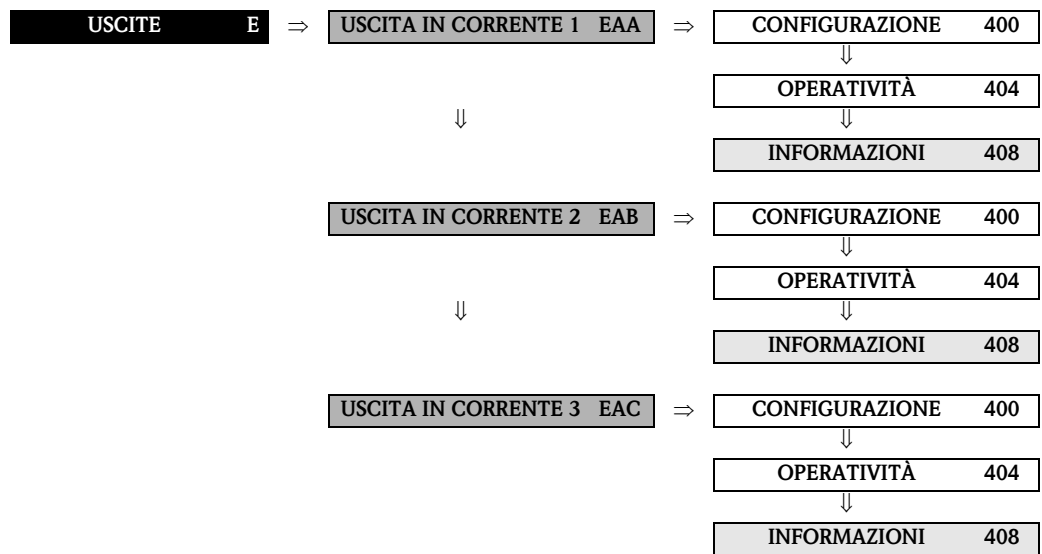 USCITE E ⇒ USCITA IN CORRENTE 1 EAA ⇒ CONFIGURAZIONE 400
⇓
OPERATIVITÀ 404
⇓ ⇓
INFORMAZIONI 408
USCITA IN CORRENTE 2 EAB ⇒ CONFIGURAZIONE 400
⇓
OPERATIVITÀ 404
⇓ ⇓
INFORMAZIONI 408
USCITA IN CORRENTE 3 EAC ⇒ CONFIGURAZIONE 400
⇓
OPERATIVITÀ 404
⇓
INFORMAZIONI 408